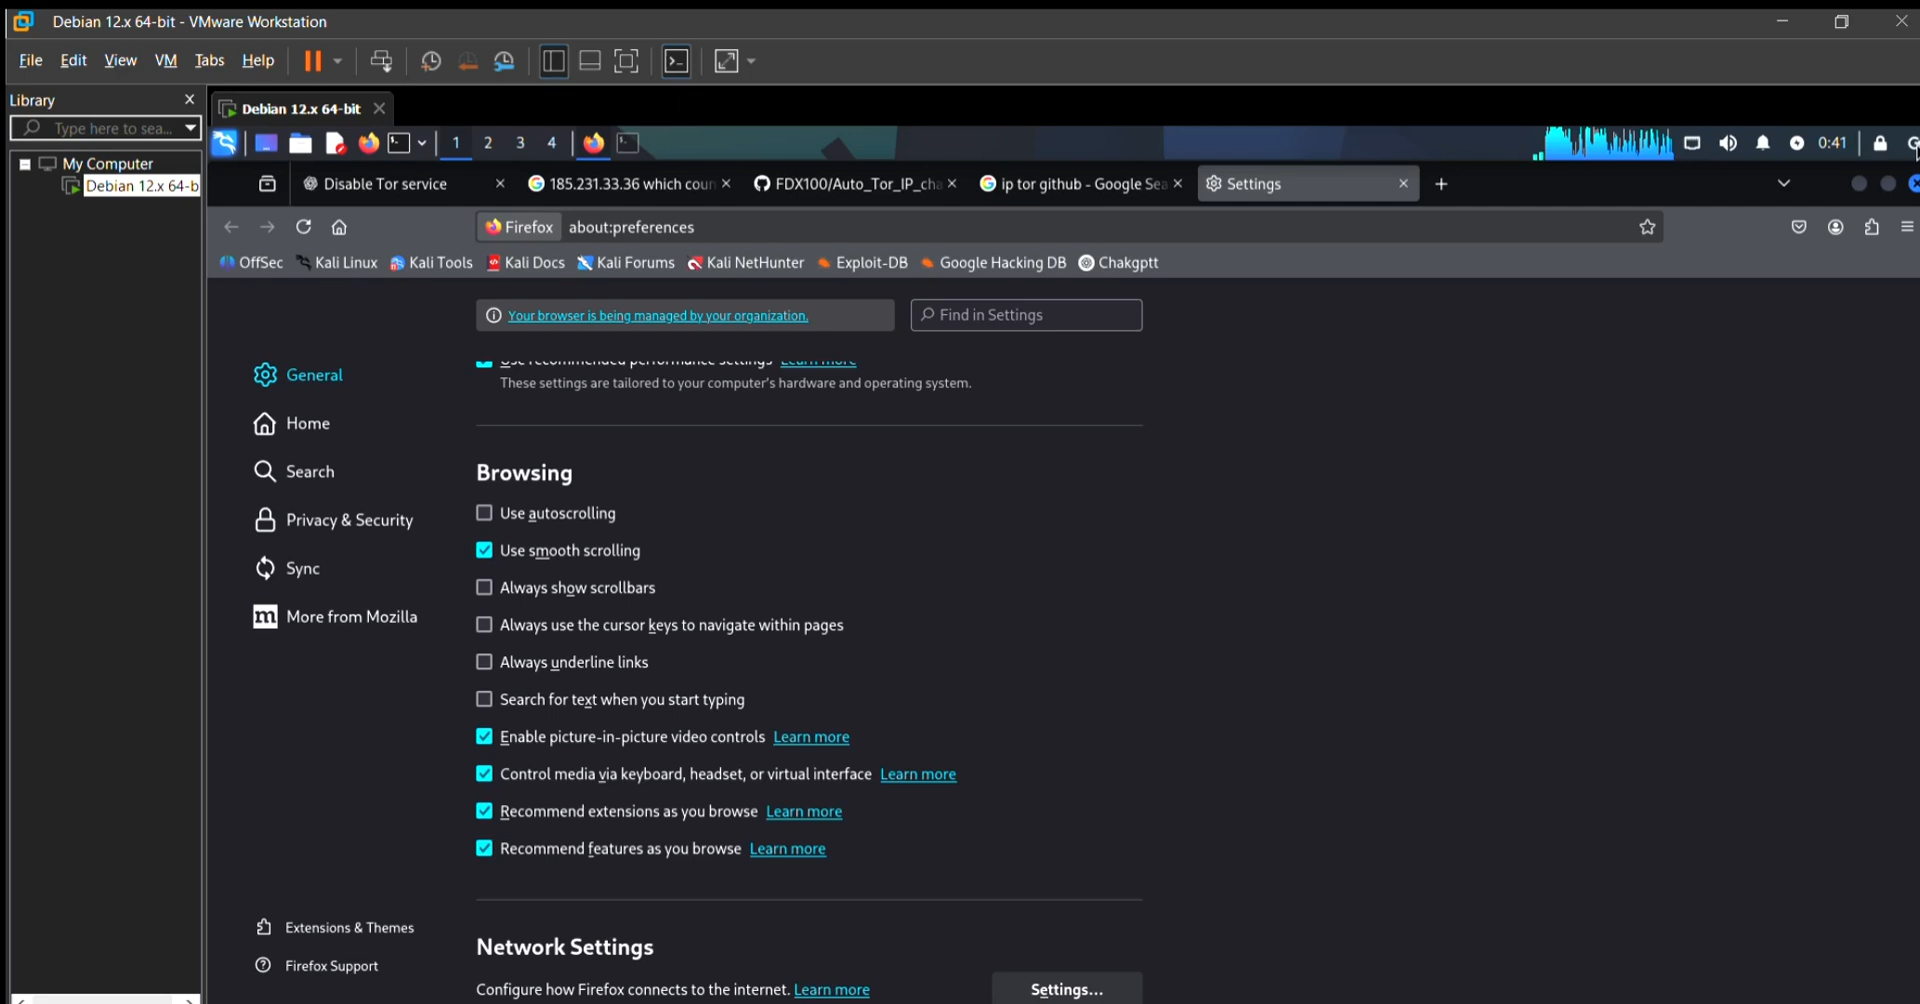 Debian 12.x 64-bit - VMware Workstation
File Edit View VM Tabs Help
Library
Type here to sea...
My Computer
Debian 12.x 64-b
Debian 12.x 64-bit
1 2 3 4
0:41
Disable Tor service
185.231.33.36 which coun
FDX100/Auto_Tor_IP_cha
ip tor github - Google Sea
Settings
Firefox about:preferences
OffSec Kali Linux Kali Tools Kali Docs Kali Forums Kali NetHunter Exploit-DB Google Hacking DB Chakgptt
Your browser is being managed by your organization.
Find in Settings
General
Home
Search
Privacy & Security
Sync
More from Mozilla
Extensions & Themes
Firefox Support
Use recommended performance settings Learn more
These settings are tailored to your computer's hardware and operating system.
Browsing
Use autoscrolling
Use smooth scrolling
Always show scrollbars
Always use the cursor keys to navigate within pages
Always underline links
Search for text when you start typing
Enable picture-in-picture video controls Learn more
Control media via keyboard, headset, or virtual interface Learn more
Recommend extensions as you browse Learn more
Recommend features as you browse Learn more
Network Settings
Configure how Firefox connects to the internet. Learn more
Settings...